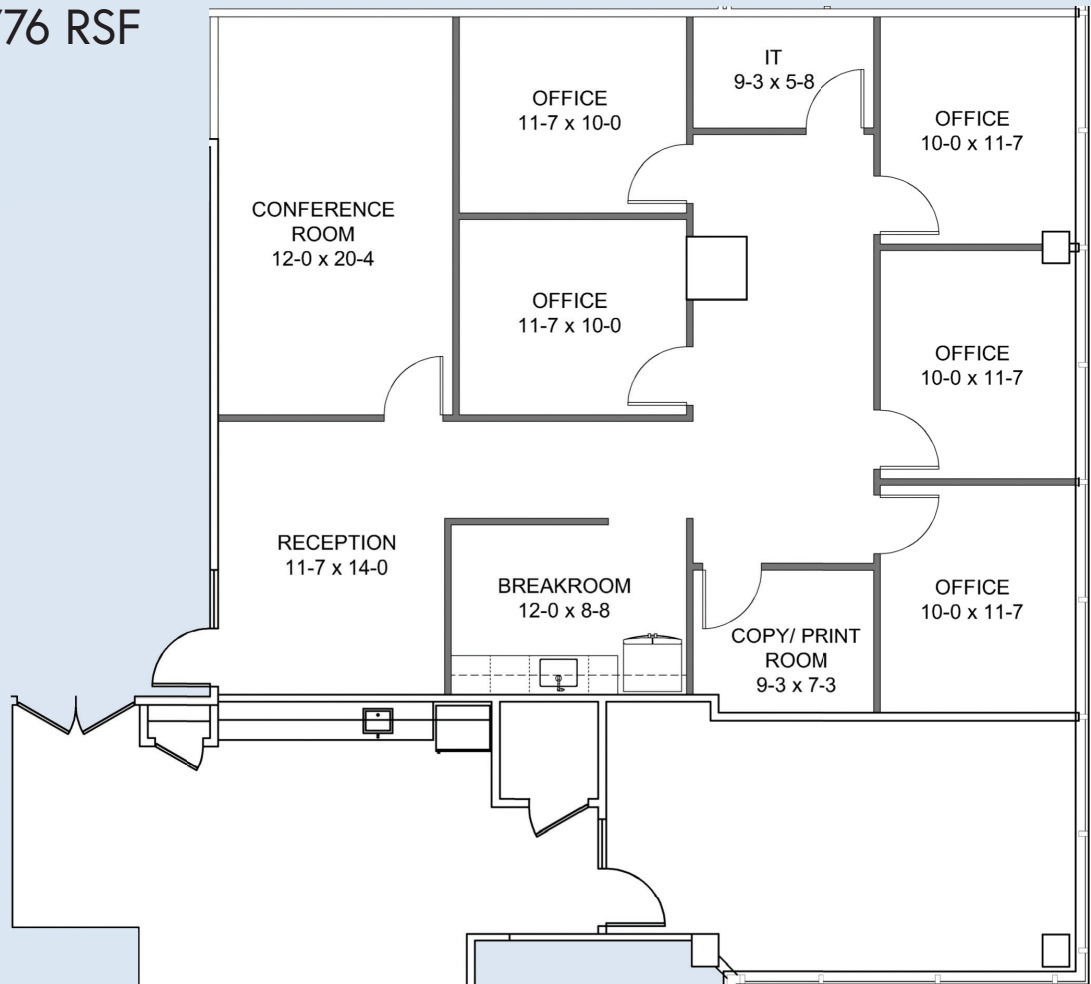 76 RSF
IT
9-3 x 5-8
OFFICE
11-7 x 10-0
OFFICE
10-0 x 11-7
CONFERENCE
ROOM
12-0 x 20-4
OFFICE
11-7 x 10-0
OFFICE
10-0 x 11-7
RECEPTION
11-7 x 14-0
BREAKROOM
12-0 x 8-8
OFFICE
10-0 x 11-7
COPY/ PRINT
ROOM
9-3 x 7-3